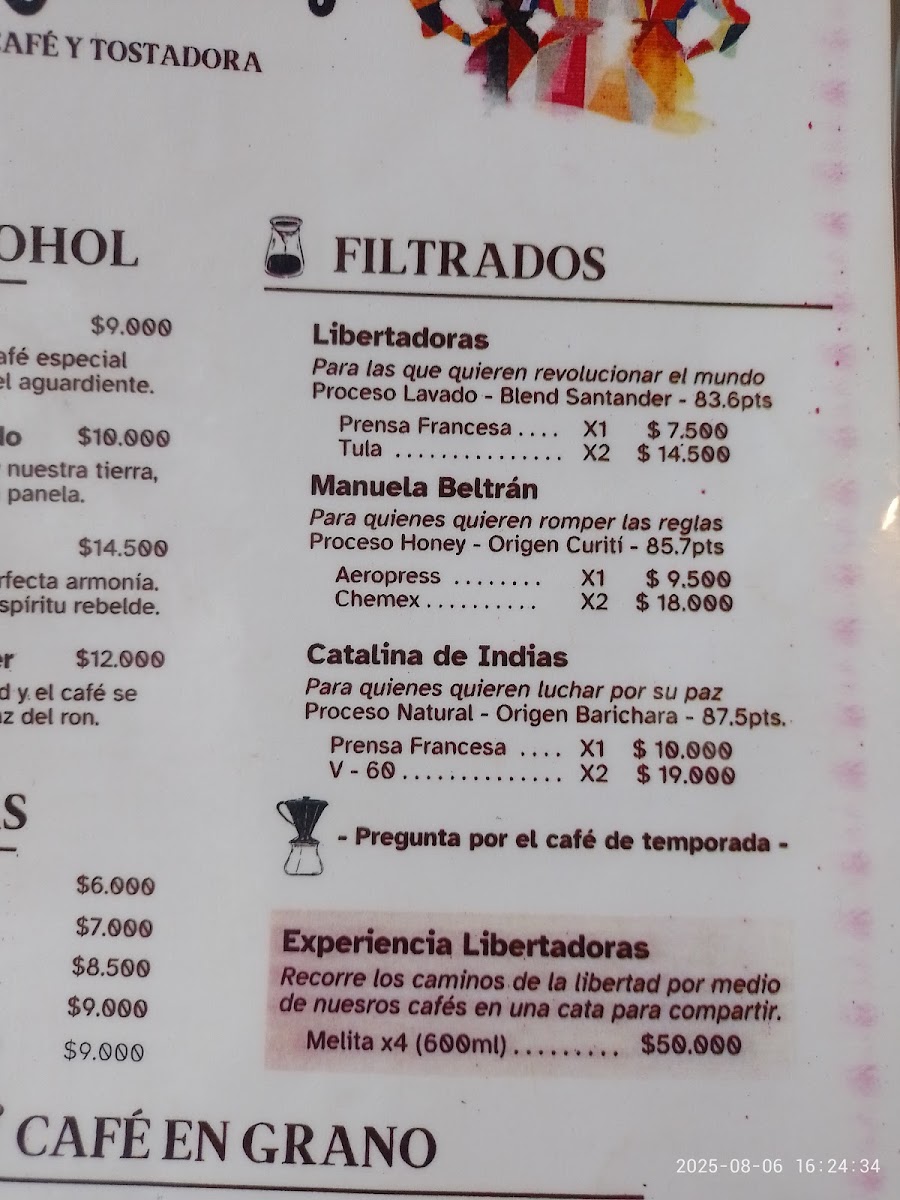 CAFÉ Y TOSTADORA
$9.000
café especial
el aguardiente.
$10.000
nuestra tierra,
panela.
$14.500
perfecta armonía.
espíritu rebelde.
$12.000
y el café se
del ron.
$6.000
$7.000
$8.500
$9.000
$9.000
FILTRADOS
Libertadoras
Para las que quieren revolucionar el mundo
Proceso Lavado - Blend Santander - 83.6pts
Prensa Francesa .... X1 $ 7.500
Tula ............... X2 $ 14.500
Manuela Beltrán
Para quienes quieren romper las reglas
Proceso Honey - Origen Curití - 85.7pts
Aeropress ........ X1 $ 9.500
Chemex.......... X2 $ 18.000
Catalina de Indias
Para quienes quieren luchar por su paz
Proceso Natural - Origen Barichara - 87.5pts.
Prensa Francesa .... X1 $ 10.000
V - 60.............. X2 $ 19.000
- Pregunta por el café de temporada -
Experiencia Libertadoras
Recorre los caminos de la libertad por medio
de nuesros cafés en una cata para compartir.
Melita x4 (600ml)......... $50.000
CAFÉ EN GRANO
2025-08-06 16:24:34